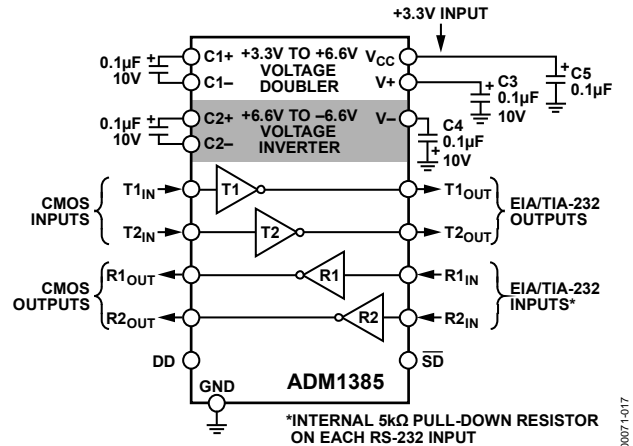 +3.3V INPUT
0.1µF
10V
C1+
C1–
+3.3V TO +6.6V
VOLTAGE
DOUBLER
VCC
V+
C3
0.1µF
10V
C5
0.1µF
0.1µF
10V
C2+
C2–
+6.6V TO –6.6V
VOLTAGE
INVERTER
V–
C4
0.1µF
10V
CMOS
INPUTS
T1IN
T1
T1OUT
T2IN
T2
T2OUT
EIA/TIA-232
OUTPUTS
CMOS
OUTPUTS
R1OUT
R1
R1IN
R2OUT
R2
R2IN
EIA/TIA-232
INPUTS*
DD
SD
GND
ADM1385
*INTERNAL 5kΩ PULL-DOWN RESISTOR
ON EACH RS-232 INPUT
00071-017